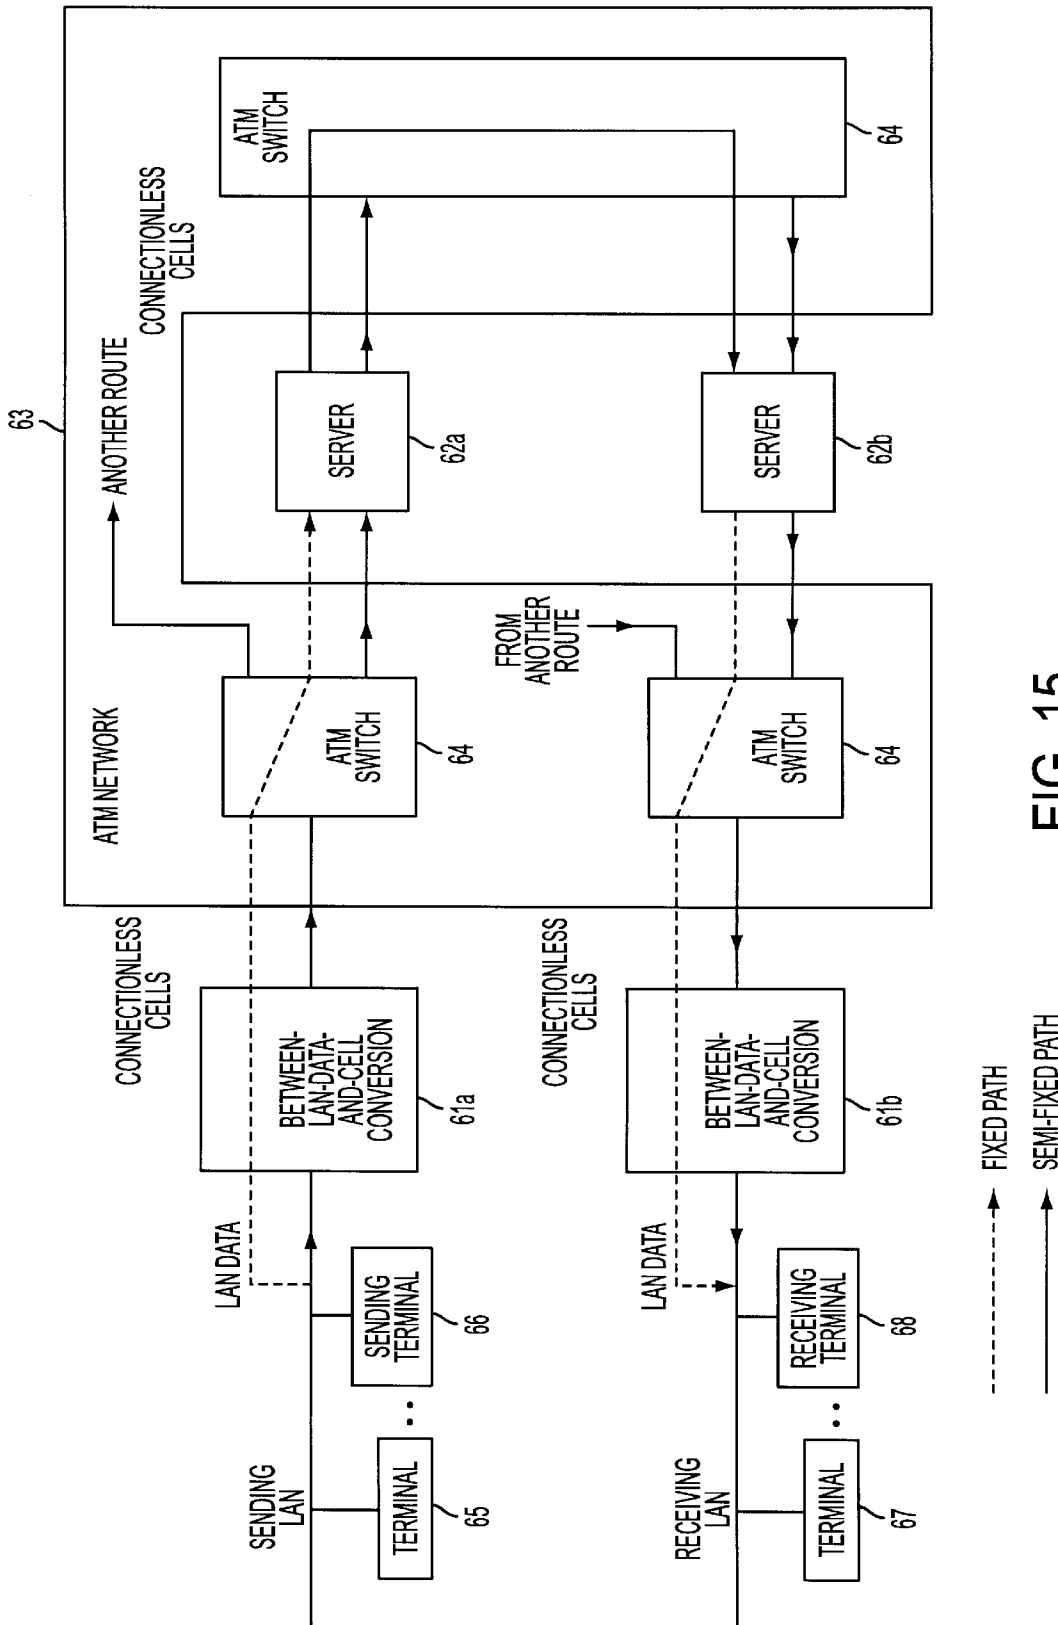 63
ATM NETWORK
ANOTHER ROUTE
CONNECTIONLESS
CELLS
ATM
SWITCH
64
SENDING
LAN
TERMINAL
65
SENDING
TERMINAL
66
LAN DATA
BETWEEN-
LAN-DATA-
AND-CELL
CONVERSION
61a
CONNECTIONLESS
CELLS
ATM
SWITCH
64
SERVER
62a
RECEIVING
LAN
TERMINAL
67
RECEIVING
TERMINAL
68
LAN DATA
BETWEEN-
LAN-DATA-
AND-CELL
CONVERSION
61b
CONNECTIONLESS
CELLS
FROM
ANOTHER
ROUTE
ATM
SWITCH
64
SERVER
62b
FIXED PATH
SEMI-FIXED PATH
FIG. 15